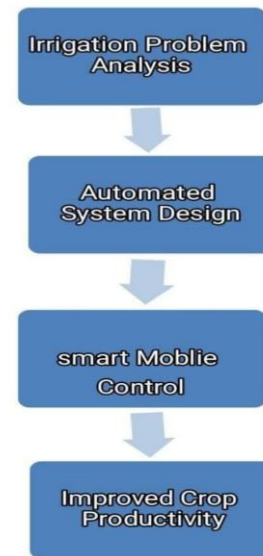 Irrigation Problem
Analysis
Automated
System Design
smart Moblie
Control
Improved Crop
Productivity